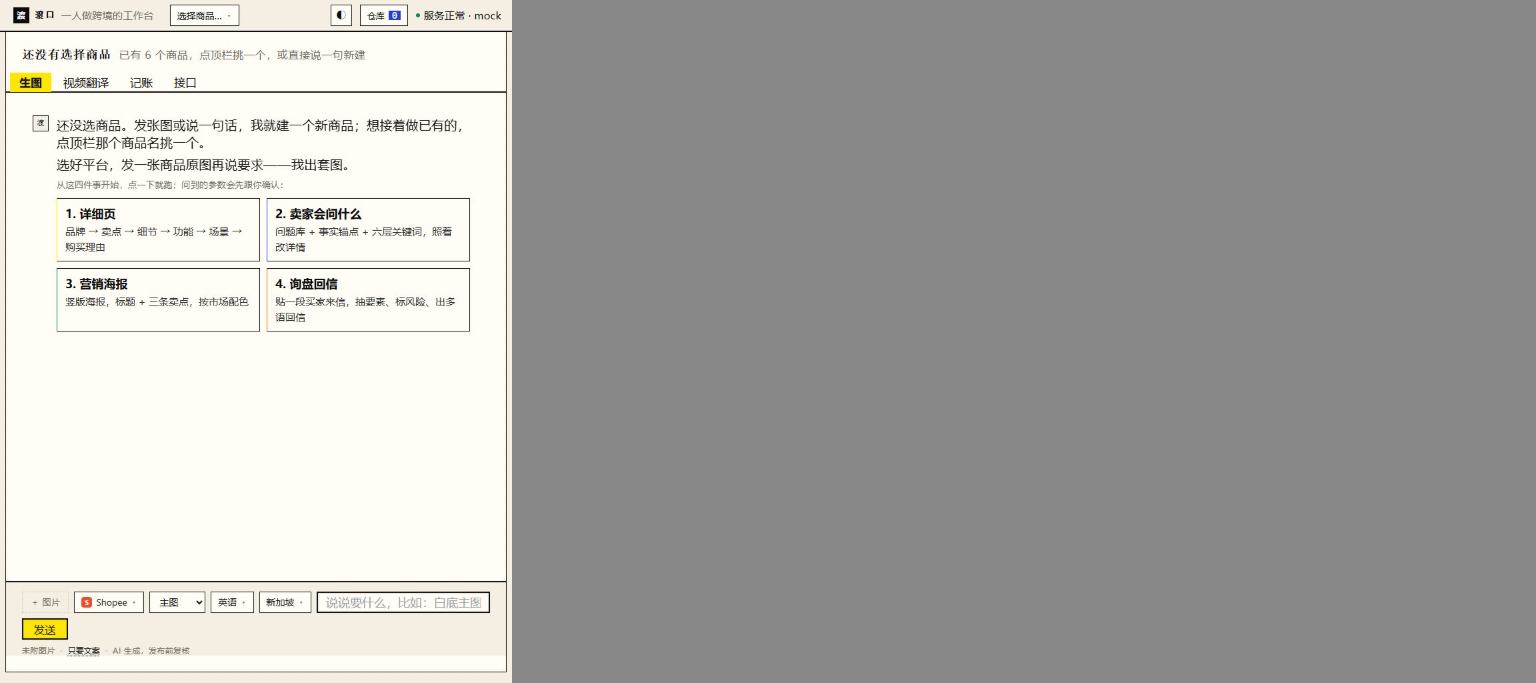 渡 渡口 一人做跨境的工作台 选择商品... 仓库 0 服务正常 · mock
还没有选择商品 已有 6 个商品，点顶栏挑一个，或直接说一句新建
生图 视频翻译 记账 接口
渡 还没选商品。发张图或说一句话，我就建一个新商品；想接着做已有的，
点顶栏那个商品名挑一个。
选好平台，发一张商品原图再说要求——我出套图。
从这四件事开始，点一下就跑；问到的参数会先跟你确认：
1. 详细页
品牌 → 卖点 → 细节 → 功能 → 场景 →
购买理由
2. 卖家会问什么
问题库 + 事实锚点 + 六层关键词，照着
改详情
3. 营销海报
竖版海报，标题 + 三条卖点，按市场配色
4. 询盘回信
贴一段买家来信，抽要素、标风险、出多
语回信
+ 图片 S Shopee 主图 英语 新加坡 说说要什么，比如：白底主图
发送
未附图片 · 只要文案 · AI 生成，发布前复核